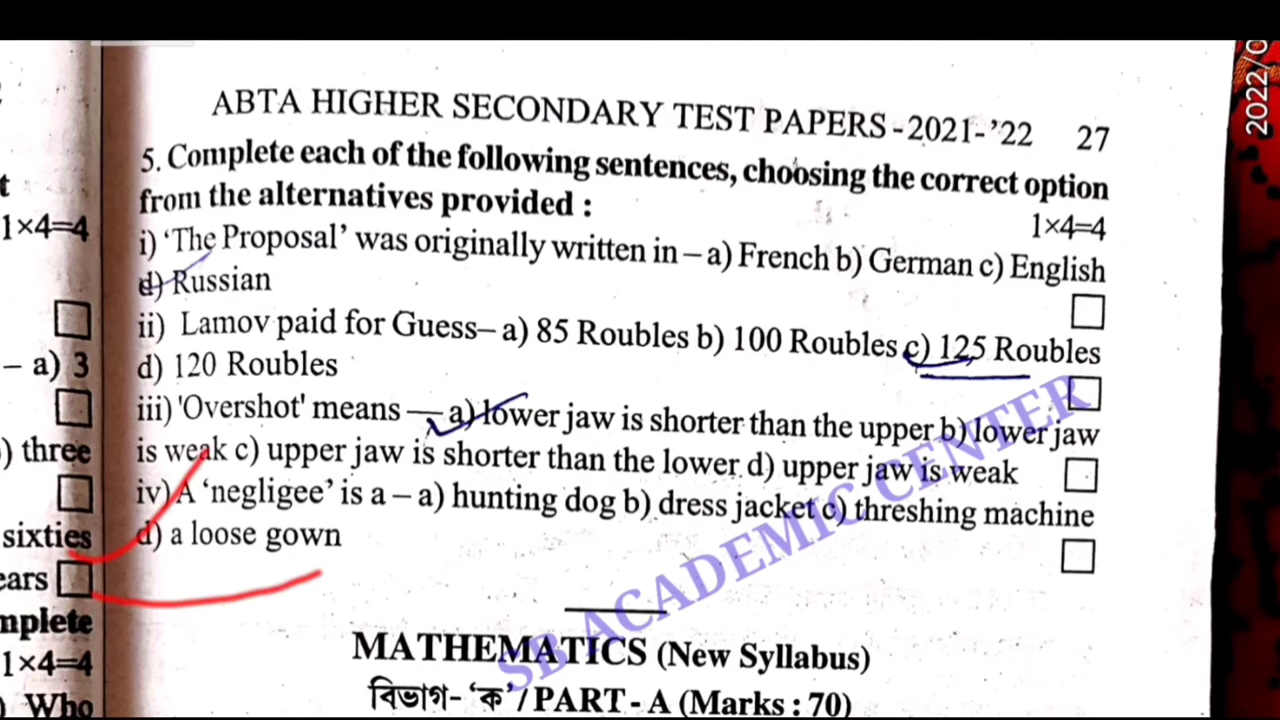 2022/0
ABTA HIGHER SECONDARY TEST PAPERS - 2021-'22 27
5. Complete each of the following sentences, choosing the correct option
from the alternatives provided : 1×4=4
i) 'The Proposal' was originally written in – a) French b) German c) English
d) Russian
ii) Lamov paid for Guess– a) 85 Roubles b) 100 Roubles c) 125 Roubles
d) 120 Roubles
iii) 'Overshot' means — a) lower jaw is shorter than the upper b) lower jaw
is weak c) upper jaw is shorter than the lower d) upper jaw is weak
iv) A 'negligee' is a – a) hunting dog b) dress jacket c) threshing machine
d) a loose gown
MATHEMATICS (New Syllabus)
বিভাগ- 'ক' / PART - A (Marks : 70)
SB ACADEMIC CENTER
1×4=4
– a) 3
) three
sixties
ears
mplete
1×4=4
) Who